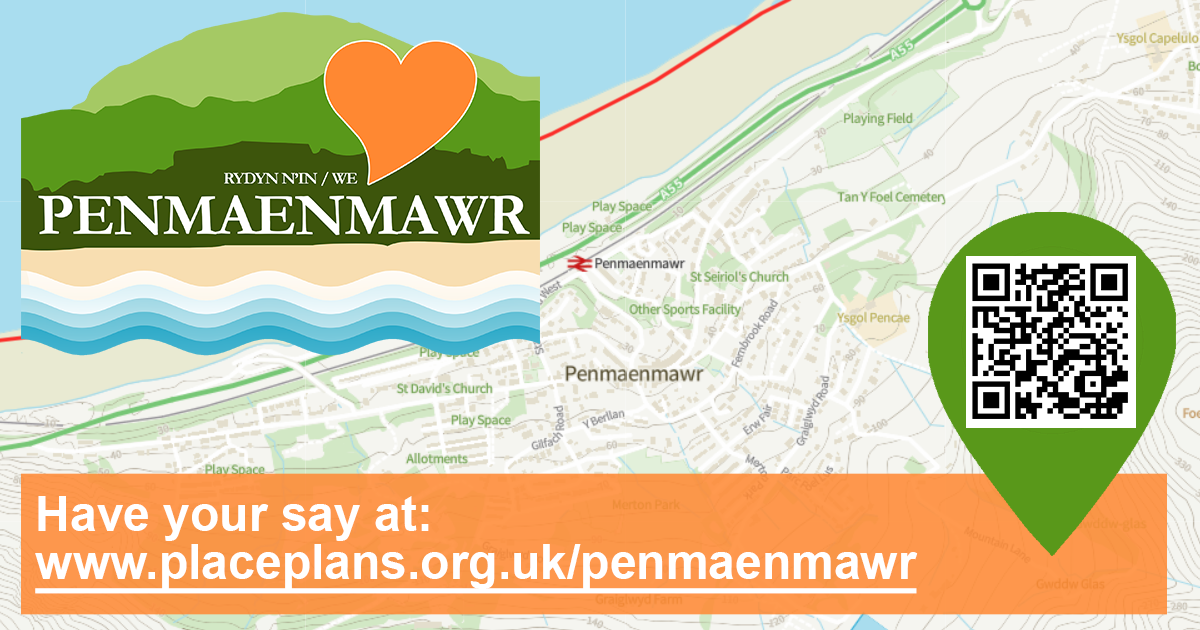 Ysgol Capelulo
A55
Playing Field
RYDYN N'IN / WE
PENMAENMAWR
A55
Tan Y Foel Cemetery
Play Space
Play Space
Penmaenmawr
St Seiriol's Church
Other Sports Facility
Fernbrook Road
Ysgol Pencae
Play Space
Penmaenmawr
St David's Church
Play Space
Gilfach Road
Y Berllan
Erw Fair
Graiglwyd Road
Allotments
Play Space
Merton Park
Have your say at:
www.placeplans.org.uk/penmaenmawr
Mountain Lane
Gwddw Glas
Graiglwyd Farm